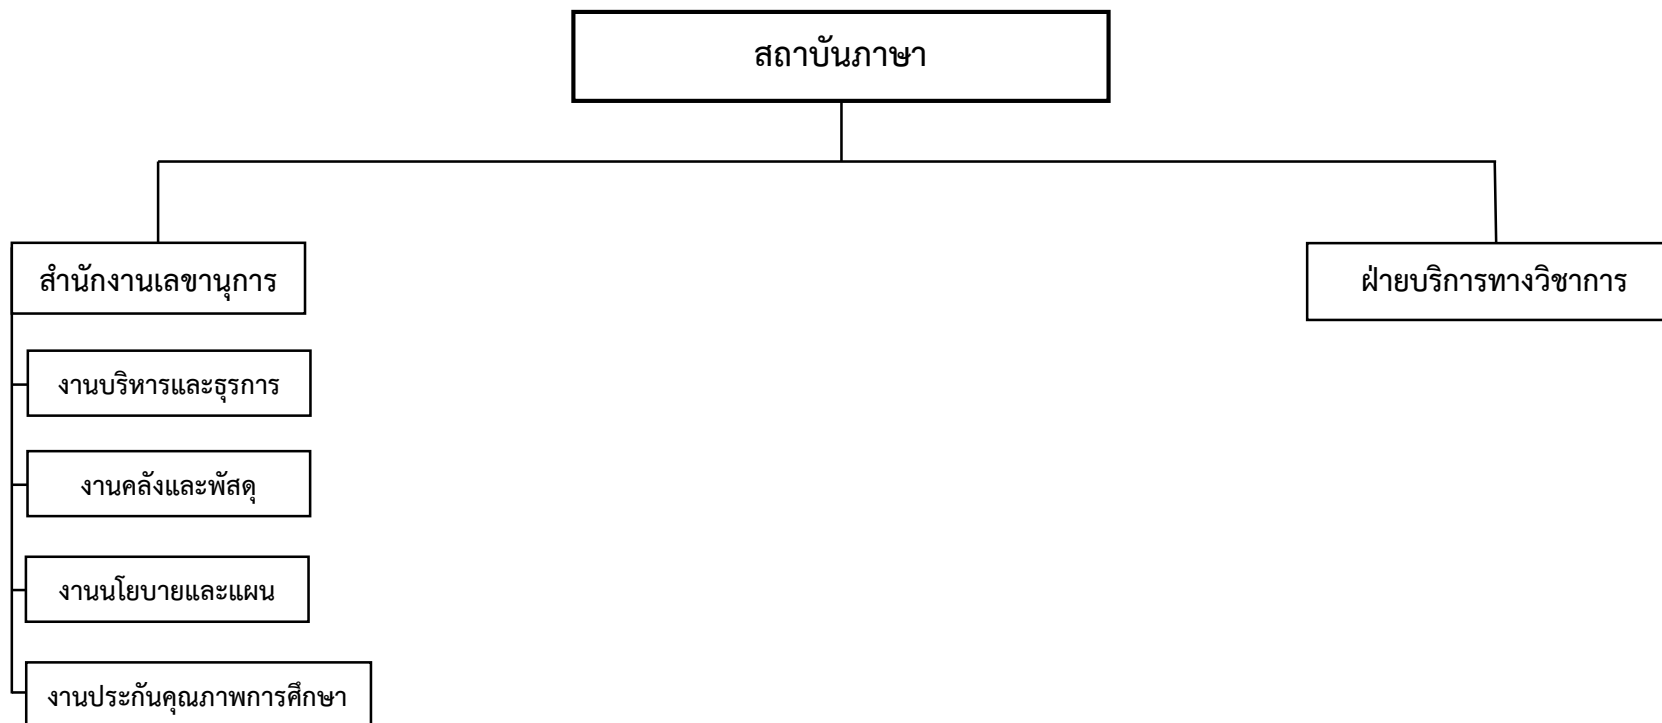 สถาบันภาษา
สำนักงานเลขานุการ
ฝ่ายบริการทางวิชาการ
งานบริหารและธุรการ
งานคลังและพัสดุ
งานนโยบายและแผน
งานประกันคุณภาพการศึกษา